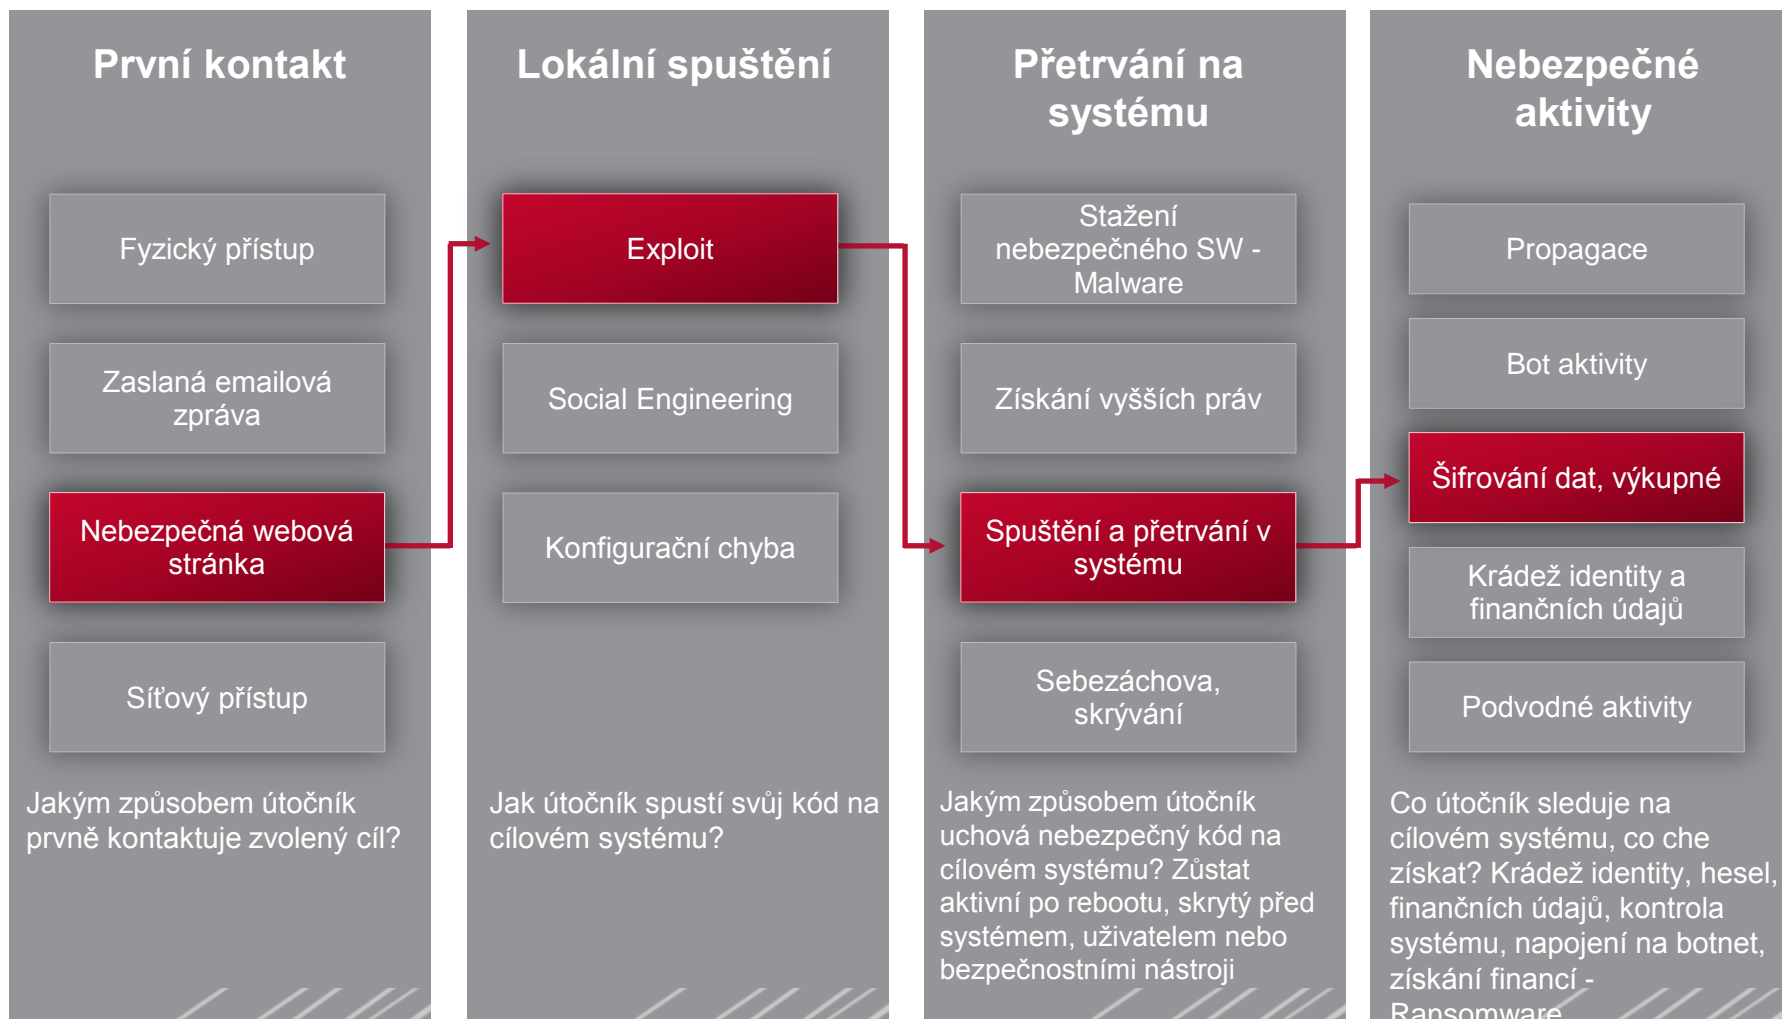 První kontakt
Fyzický přístup
Zaslaná emailová
zpráva
Nebezpečná webová
stránka
Síťový přístup
Jakým způsobem útočník
prvně kontaktuje zvolený cíl?
Lokální spuštění
Exploit
Social Engineering
Konfigurační chyba
Jak útočník spustí svůj kód na
cílovém systému?
Přetrvání na
systému
Stažení
nebezpečného SW -
Malware
Získání vyšších práv
Spuštění a přetrvání v
systému
Sebezáchova,
skrývání
Jakým způsobem útočník
uchová nebezpečný kód na
cílovém systému? Zůstat
aktivní po rebootu, skrytý před
systémem, uživatelem nebo
bezpečnostními nástroji
Nebezpečné
aktivity
Propagace
Bot aktivity
Šifrování dat, výkupné
Krádež identity a
finančních údajů
Podvodné aktivity
Co útočník sleduje na
cílovém systému, co che
získat? Krádež identity, hesel,
finančních údajů, kontrola
systému, napojení na botnet,
získání financí -
Ransomware